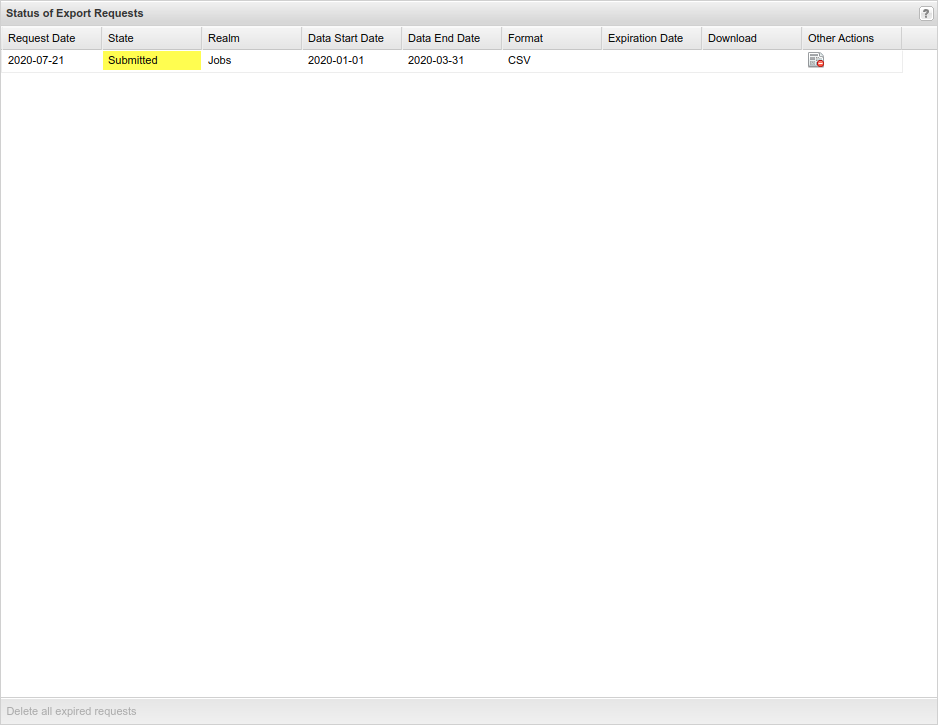 Status of Export Requests ?
Request Date State Realm Data Start Date Data End Date Format Expiration Date Download Other Actions
2020-07-21 Submitted Jobs 2020-01-01 2020-03-31 CSV
Delete all expired requests